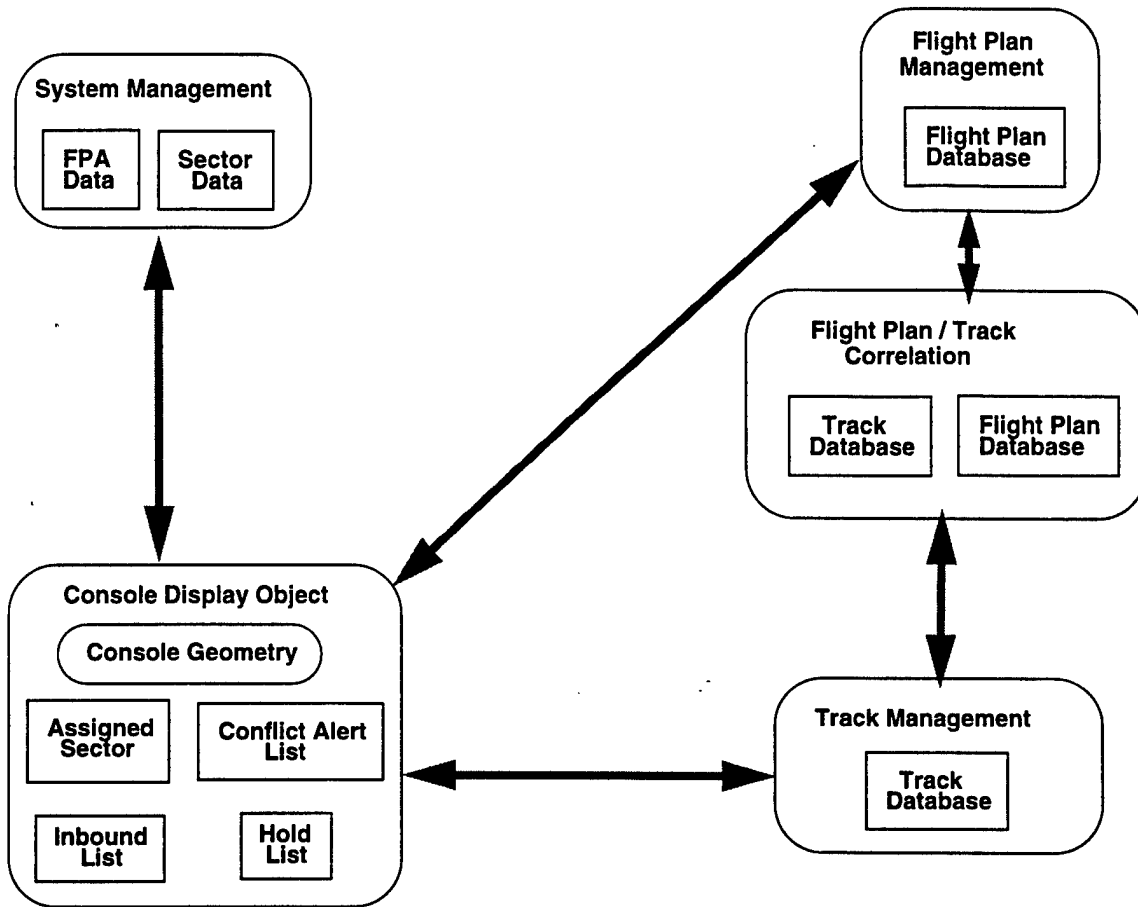 System Management
FPA
Data
Sector
Data
Flight Plan
Management
Flight Plan
Database
Flight Plan / Track
Correlation
Track
Database
Flight Plan
Database
Console Display Object
Console Geometry
Assigned
Sector
Conflict Alert
List
Inbound
List
Hold
List
Track Management
Track
Database